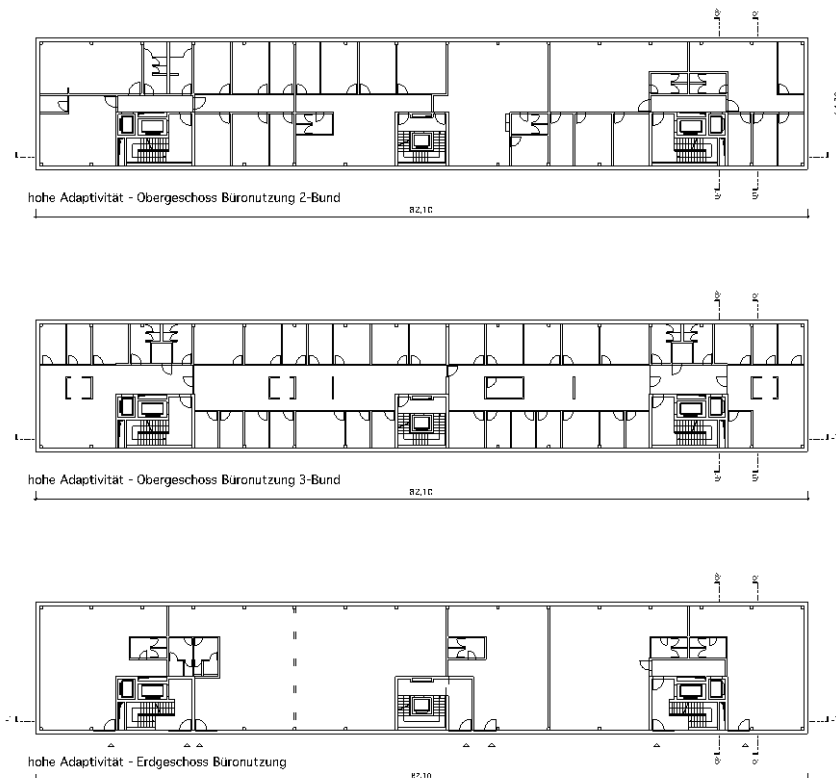 hohe Adaptivität - Obergeschoss Büronutzung 2-Bund
82,10
hohe Adaptivität - Obergeschoss Büronutzung 3-Bund
82,10
hohe Adaptivität - Erdgeschoss Büronutzung
82,10